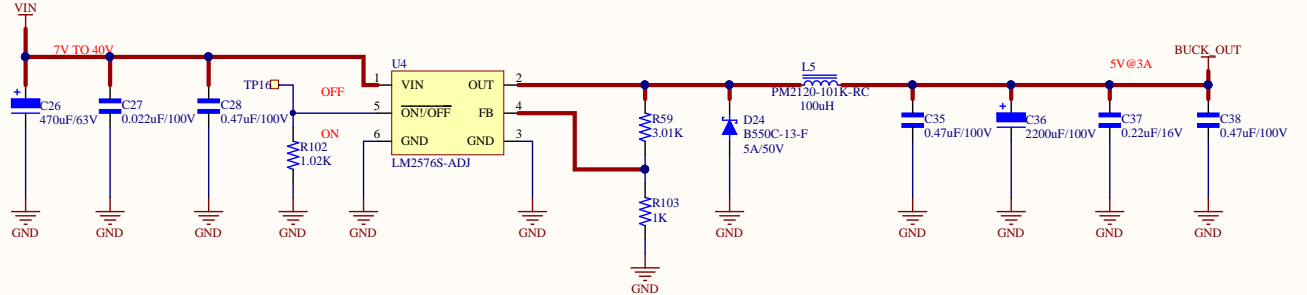 VIN
7V TO 40V
+
C26
470uF/63V
GND
C27
0.022uF/100V
GND
C28
0.47uF/100V
GND
TP16
OFF
ON
R102
1.02K
GND
U4
1
VIN
OUT
2
5
ON!/OFF
FB
4
6
GND
GND
3
LM2576S-ADJ
GND
GND
R59
3.01K
R103
1K
GND
D24
B550C-13-F
5A/50V
GND
L5
PM2120-101K-RC
100uH
C35
0.47uF/100V
GND
+
C36
2200uF/100V
GND
5V@3A
C37
0.22uF/16V
GND
BUCK_OUT
C38
0.47uF/100V
GND